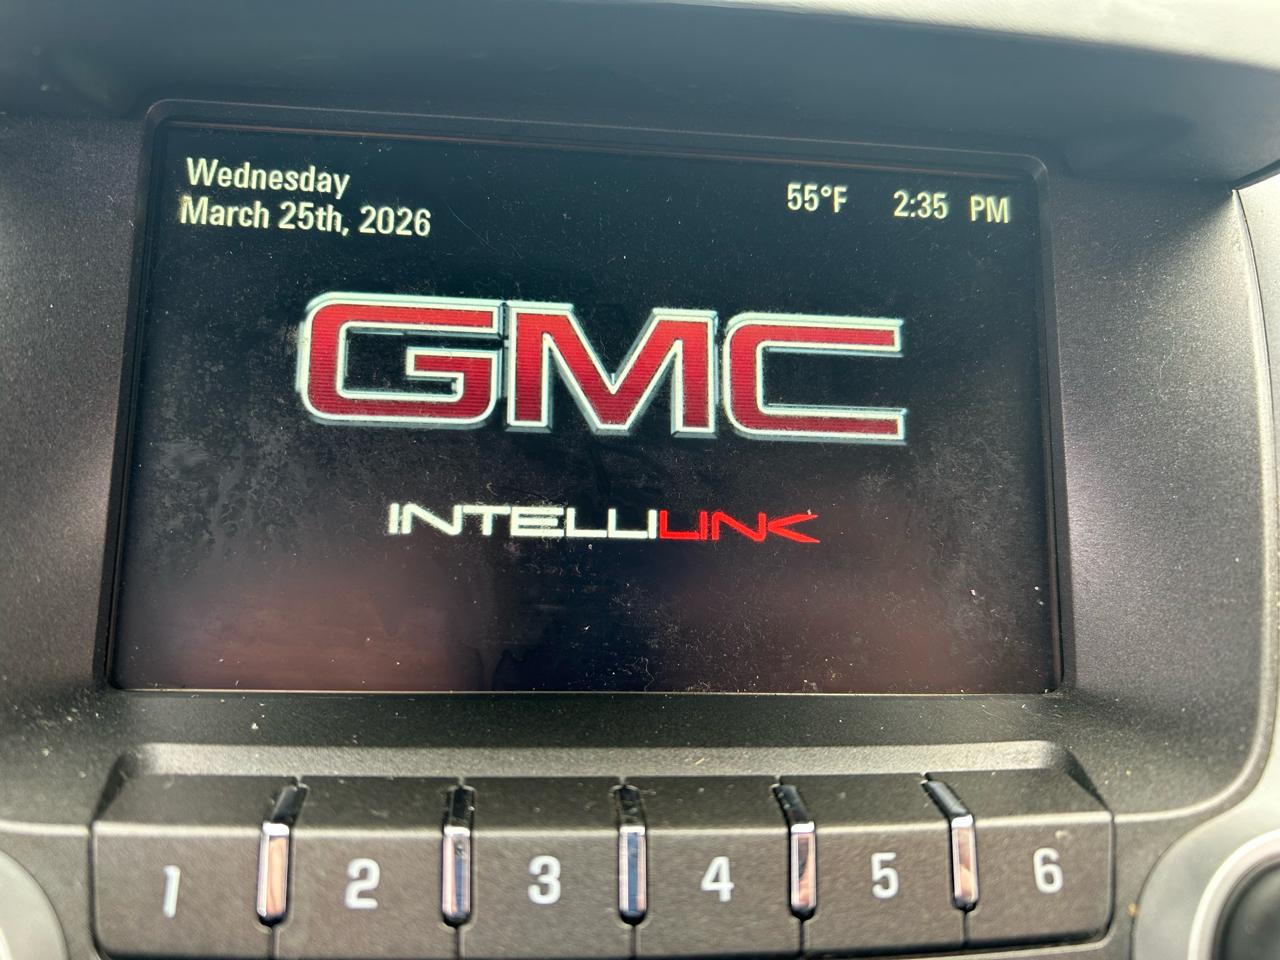 Wednesday
March 25th, 2026
55°F 2:35 PM
GMC
INTELLILINK
1 2 3 4 5 6